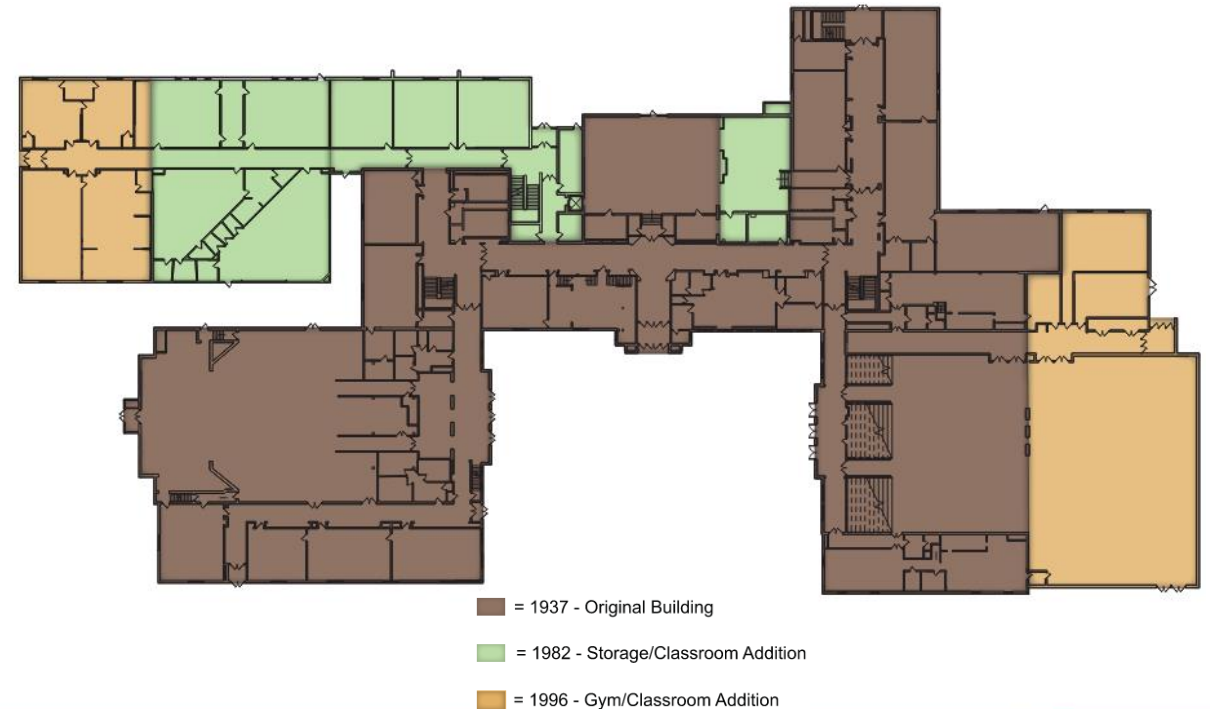 = 1937 - Original Building
= 1982 - Storage/Classroom Addition
= 1996 - Gym/Classroom Addition